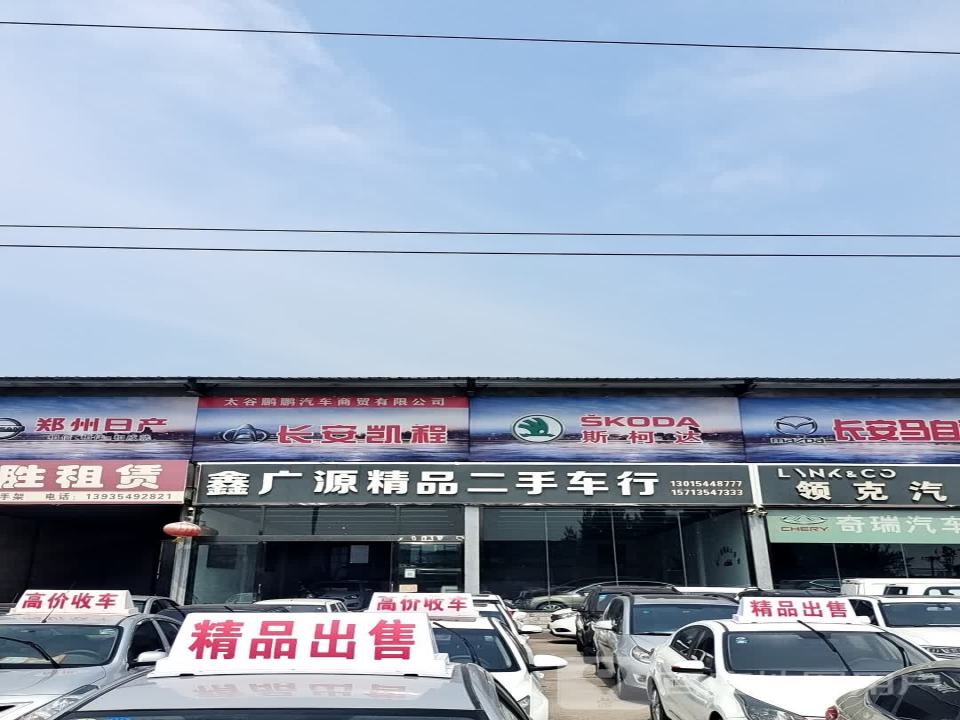 太谷鹏鹏汽车商贸有限公司
郑州日产
长安凯程
ŠKODA
斯柯达
mazda
长安马自
胜租赁
手架 电话：13935492821
鑫广源精品二手车行
13015448777
15713547333
LYNK&CO
领克汽
CHERY
奇瑞汽车
高价收车
高价收车
精品出售
精品出售